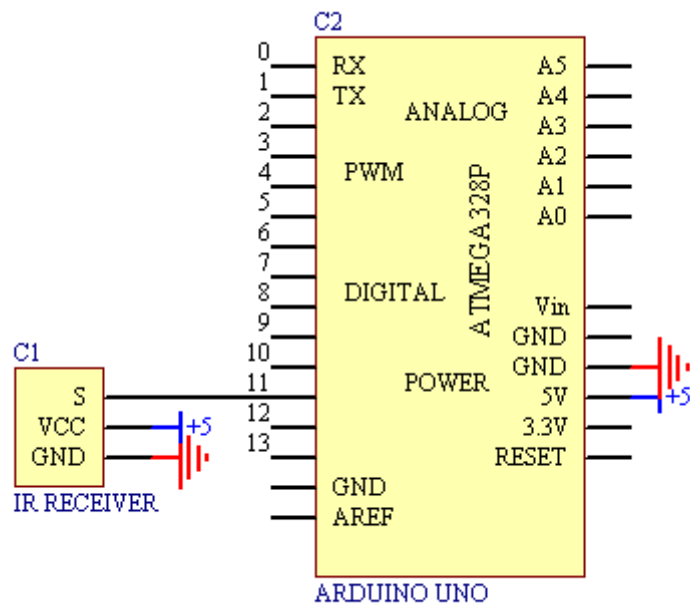 C2
0
RX
A5
1
TX
A4
2
ANALOG
A3
3
A2
4
PWM
A1
5
A0
6
ATMEGA328P
7
8
DIGITAL
Vin
9
GND
C1
10
GND
S
11
POWER
5V
+5
VCC
+5
12
3.3V
GND
13
RESET
IR RECEIVER
GND
AREF
ARDUINO UNO